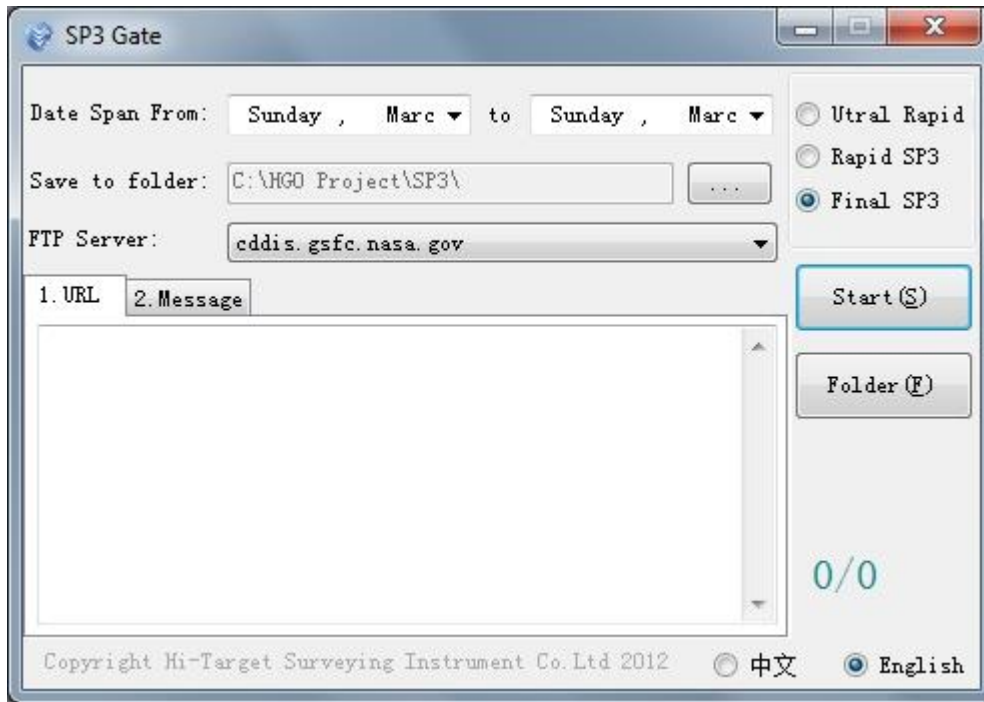 SP3 Gate
Date Span From: Sunday , Marc to Sunday , Marc
Utral Rapid
Rapid SP3
Final SP3
Save to folder: C:\HGO Project\SP3\ ...
FTP Server: cddis.gsfc.nasa.gov
1.URL 2.Message
Start(S)
Folder(F)
0/0
Copyright Hi-Target Surveying Instrument Co.Ltd 2012 中文 English